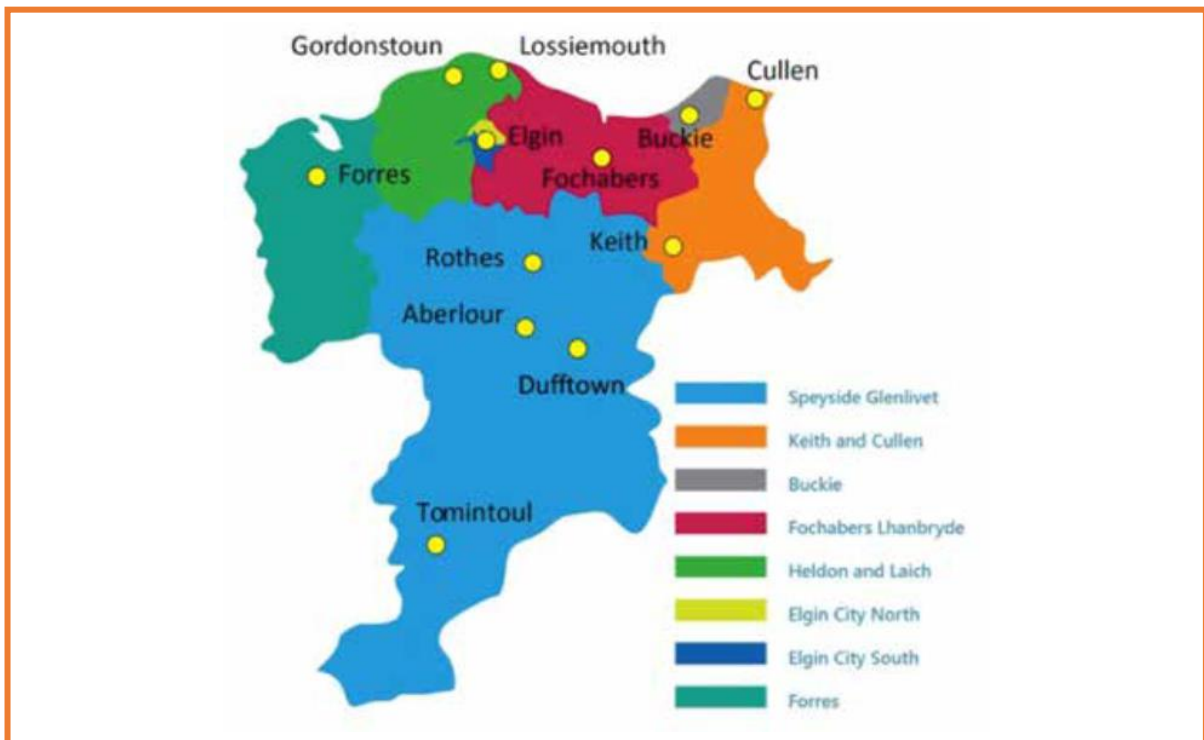 Gordonstoun
Lossiemouth
Cullen
Elgin
Buckie
Forres
Fochabers
Keith
Rothes
Aberlour
Dufftown
Tomintoul
Speyside Glenlivet
Keith and Cullen
Buckie
Fochabers Lhanbryde
Heldon and Laich
Elgin City North
Elgin City South
Forres